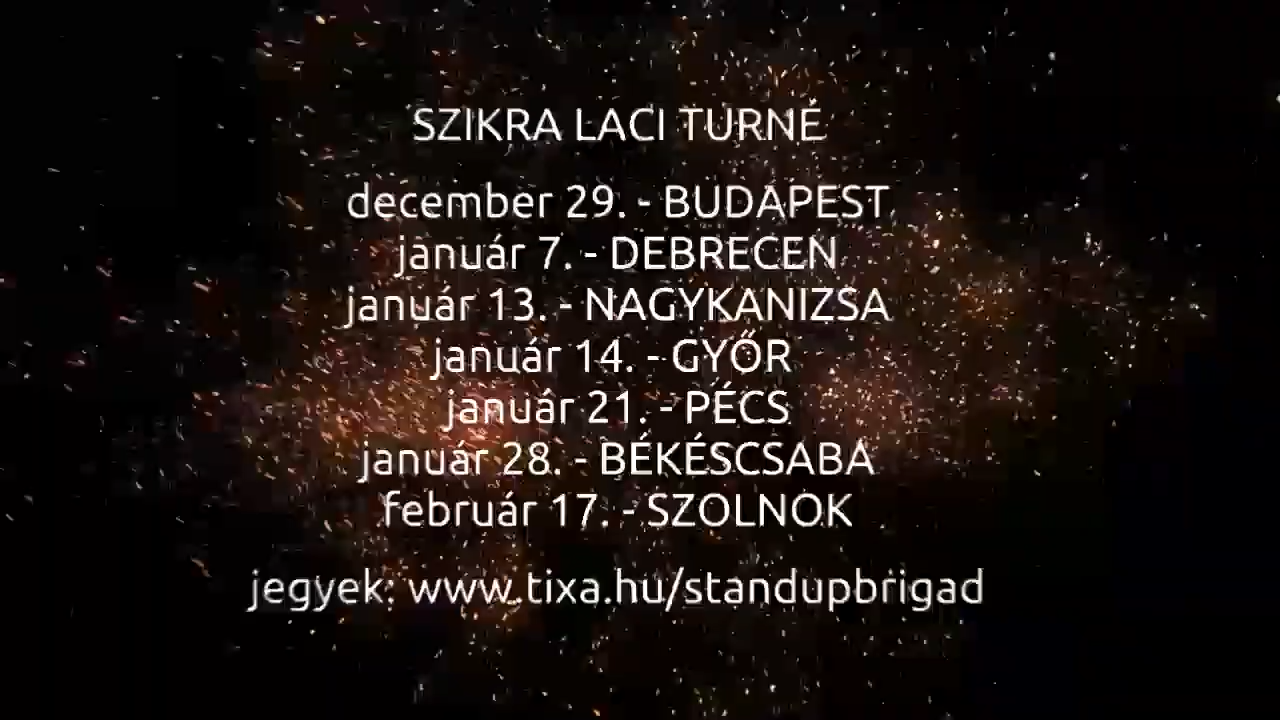 SZIKRA LACI TURNÉ
december 29. - BUDAPEST
január 7. - DEBRECEN
január 13. - NAGYKANIZSA
január 14. - GYŐR
január 21. - PÉCS
január 28. - BÉKÉSCSABA
február 17. - SZOLNOK
jegyek: www.tixa.hu/standupbrigad